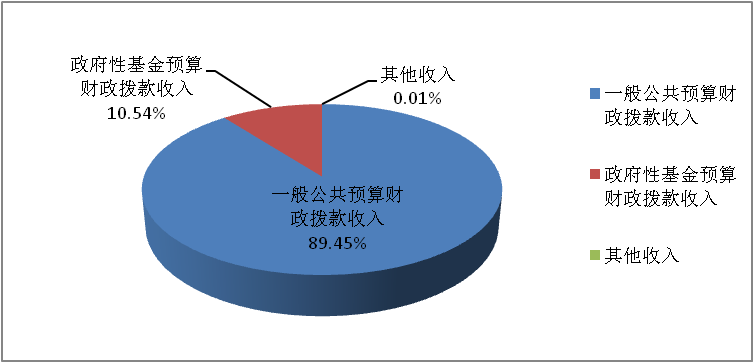 政府性基金预算
财政拨款收入
10.54%
其他收入
0.01%
一般公共预算财
政拨款收入
89.45%
一般公共预算财
政拨款收入
政府性基金预算
财政拨款收入
其他收入